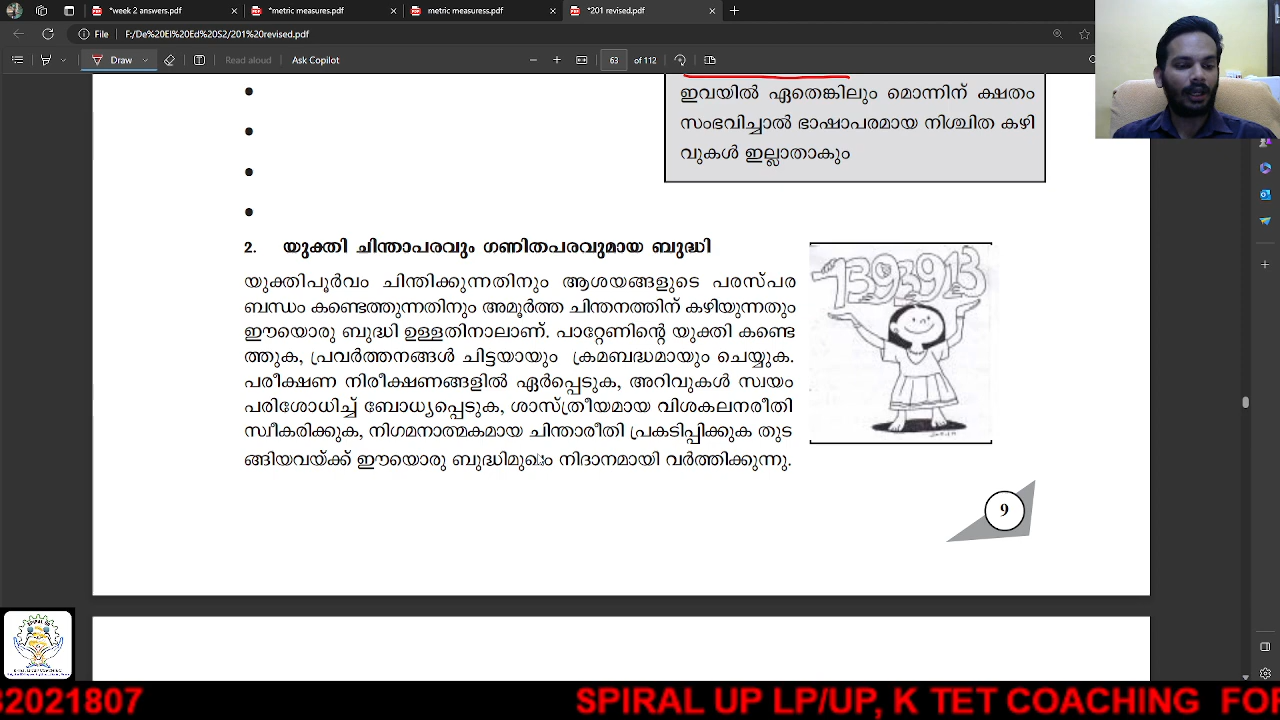 *week 2 answers.pdf
*metric measures.pdf
metric measuress.pdf
*201 revised.pdf
File
F:/De%20El%20Ed%20S2/201%20revised.pdf
Draw
Read aloud
Ask Copilot
63
of 112
ഇവയിൽ ഏതെങ്കിലും മൊന്നിന് ക്ഷതം
സംഭവിച്ചാൽ ഭാഷാപരമായ നിശ്ചിത കഴി
വുകൾ ഇല്ലാതാകും
2. യുക്തി ചിന്താപരവും ഗണിതപരവുമായ ബുദ്ധി
യുക്തിപൂർവം ചിന്തിക്കുന്നതിനും ആശയങ്ങളുടെ പരസ്പര
ബന്ധം കണ്ടെത്തുന്നതിനും അമൂർത്ത ചിന്തനത്തിന് കഴിയുന്നതും
ഈയൊരു ബുദ്ധി ഉള്ളതിനാലാണ്. പാറ്റേണിന്റെ യുക്തി കണ്ടെ
ത്തുക, പ്രവർത്തനങ്ങൾ ചിട്ടയായും ക്രമബദ്ധമായും ചെയ്യുക.
പരീക്ഷണ നിരീക്ഷണങ്ങളിൽ ഏർപ്പെടുക, അറിവുകൾ സ്വയം
പരിശോധിച്ച് ബോധ്യപ്പെടുക, ശാസ്ത്രീയമായ വിശകലനരീതി
സ്വീകരിക്കുക, നിഗമനാത്മകമായ ചിന്താരീതി പ്രകടിപ്പിക്കുക തുട
ങ്ങിയവയ്ക്ക് ഈയൊരു ബുദ്ധിമുഖം നിദാനമായി വർത്തിക്കുന്നു.
9
2021807
SPIRAL UP LP/UP, K TET COACHING